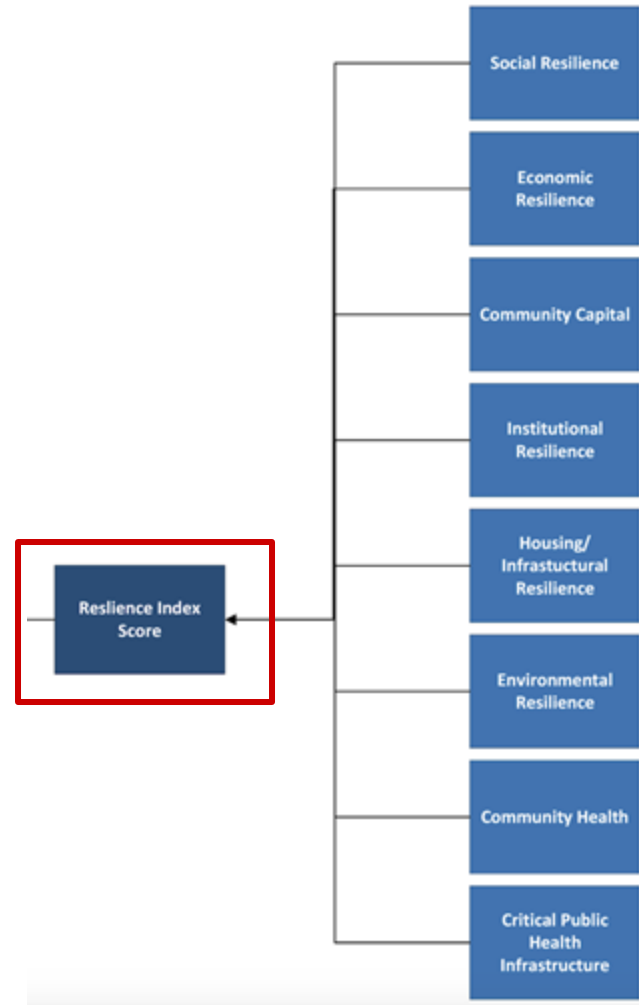 Social Resilience
Economic
Resilience
Community Capital
Institutional
Resilience
Housing/
Infrastuctural
Resilience
Reslience Index
Score
Environmental
Resilience
Community Health
Critical Public
Health
Infrastructure